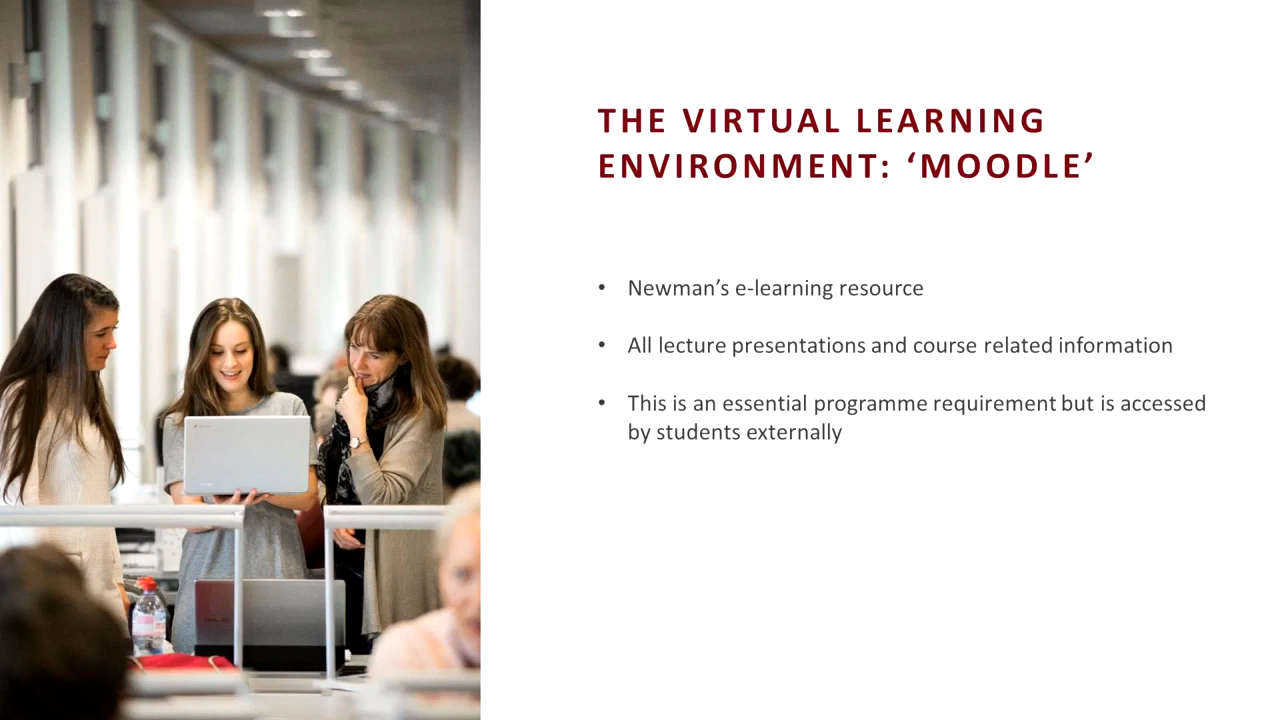 THE VIRTUAL LEARNING
ENVIRONMENT: ‘MOODLE’
• Newman’s e-learning resource
• All lecture presentations and course related information
• This is an essential programme requirement but is accessed
by students externally